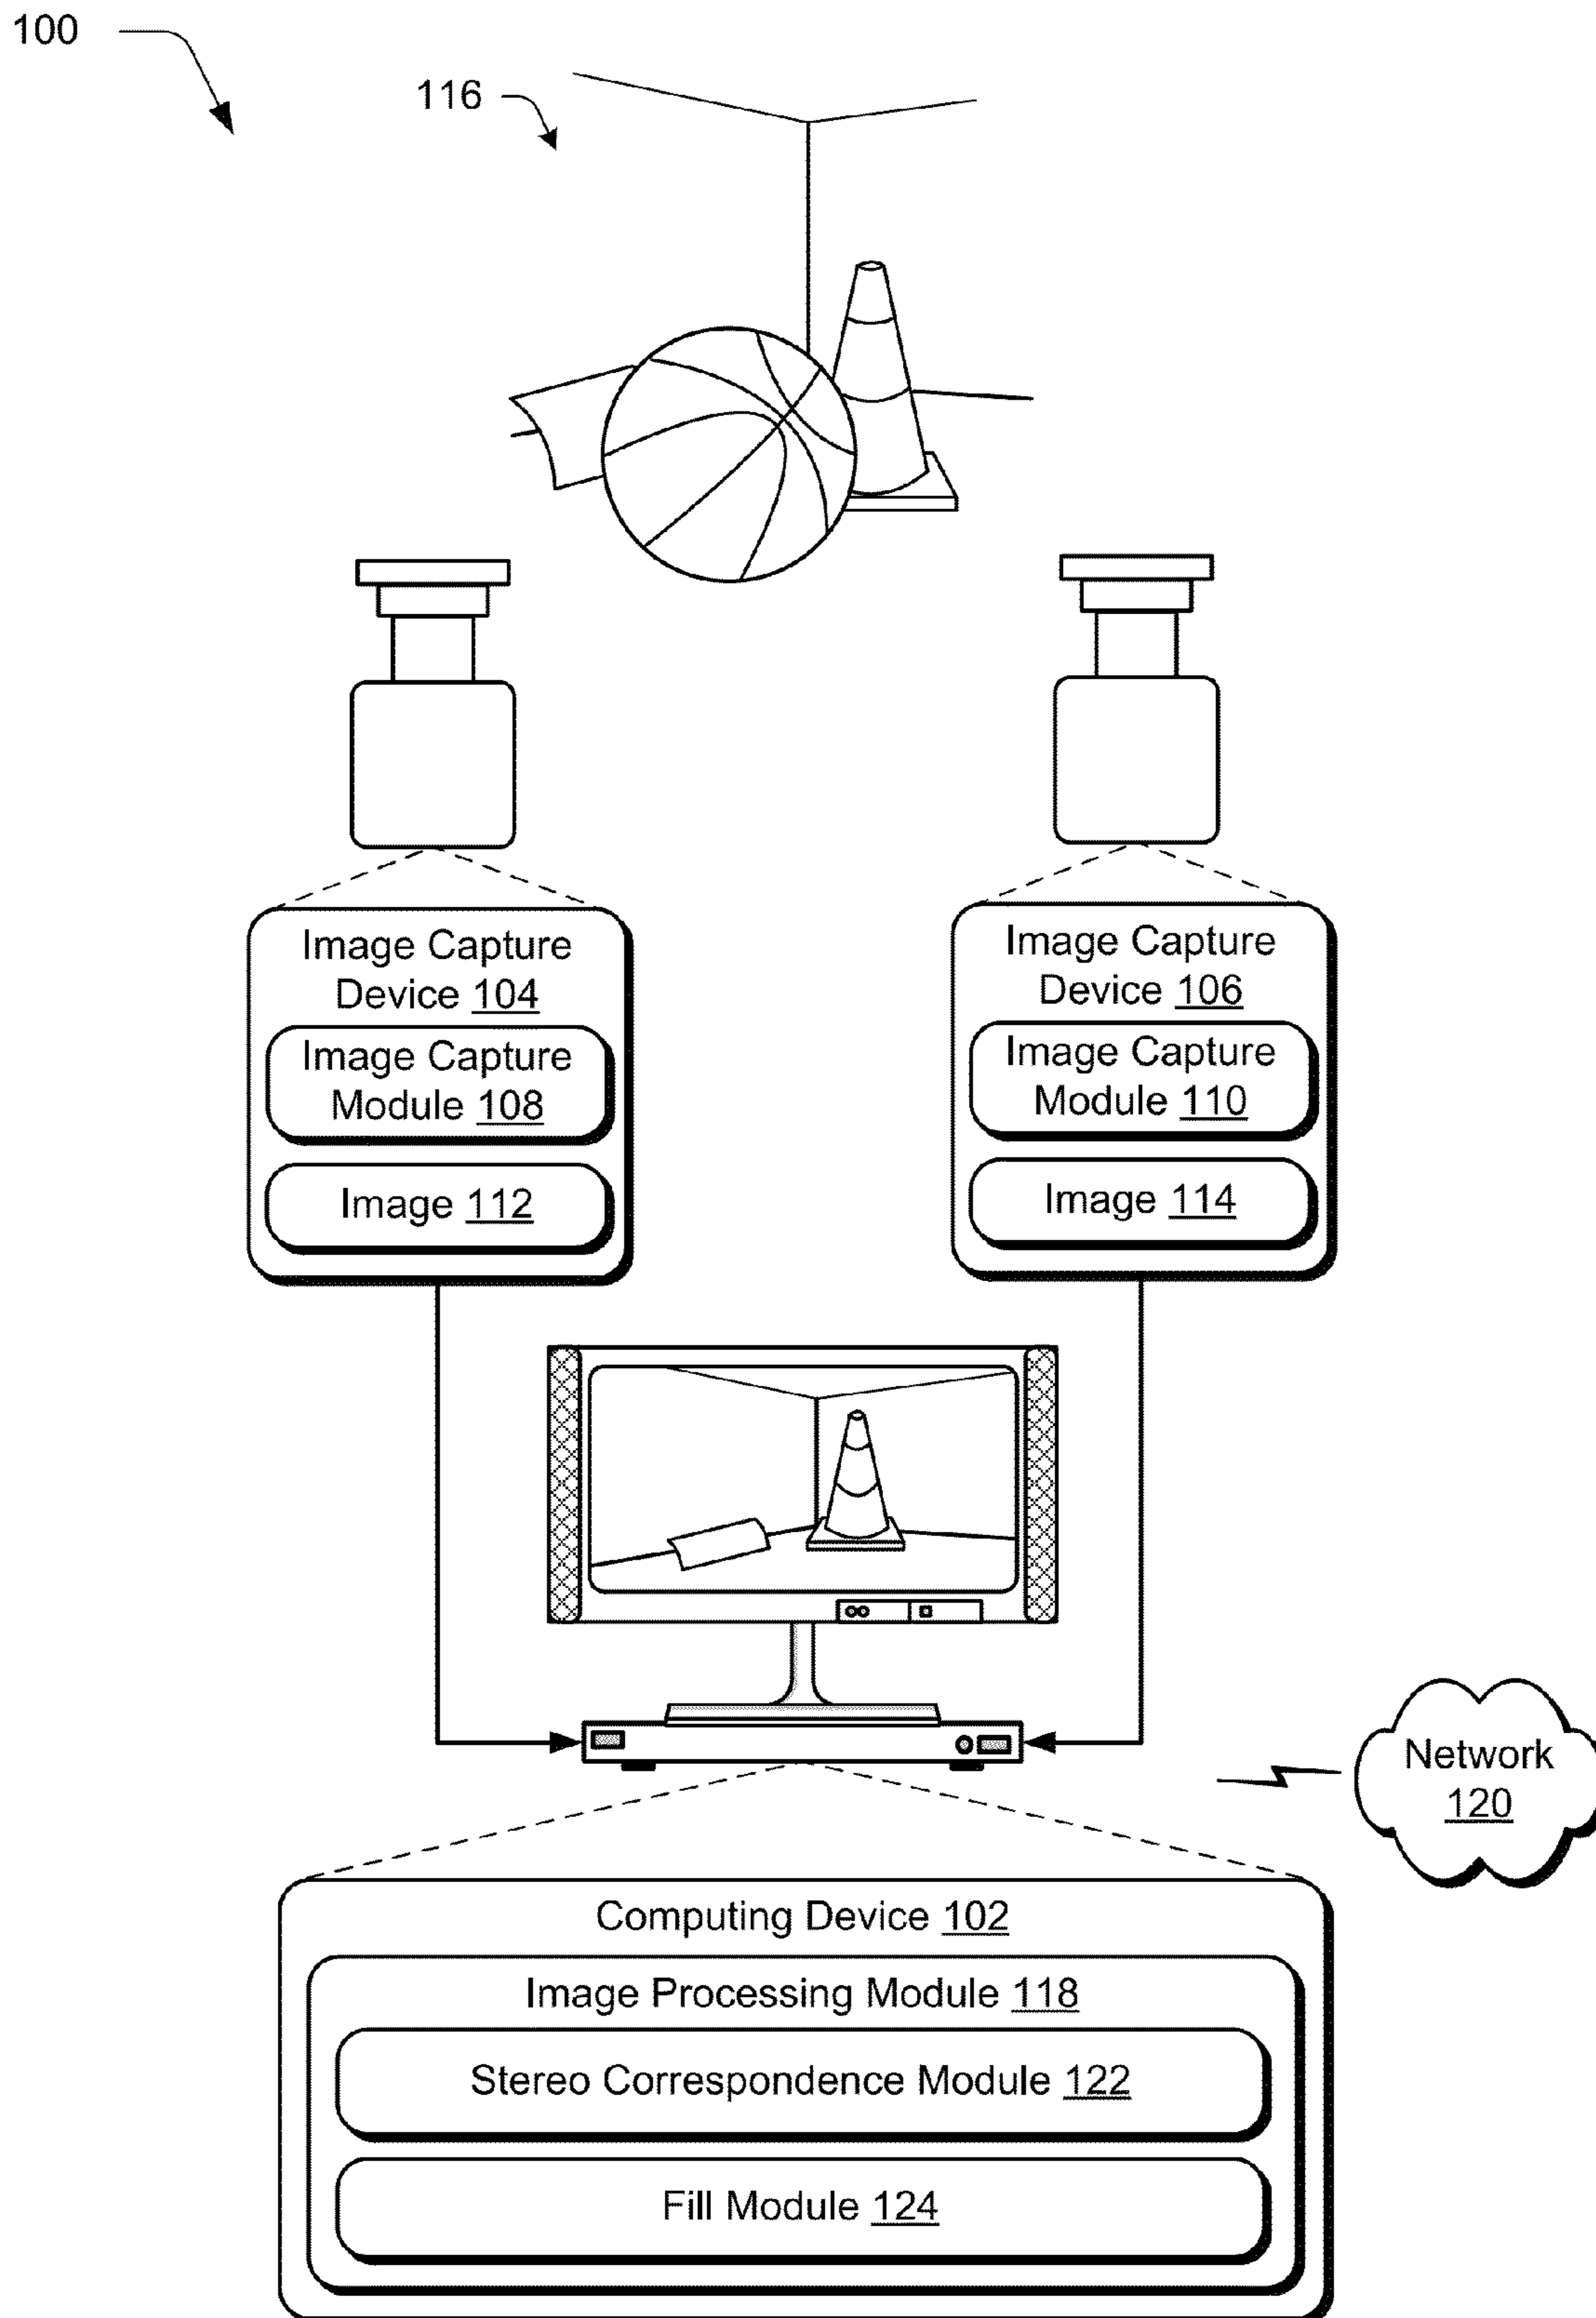 100
116
Image Capture
Device 104
Image Capture
Module 108
Image 112
Image Capture
Device 106
Image Capture
Module 110
Image 114
Network
120
Computing Device 102
Image Processing Module 118
Stereo Correspondence Module 122
Fill Module 124